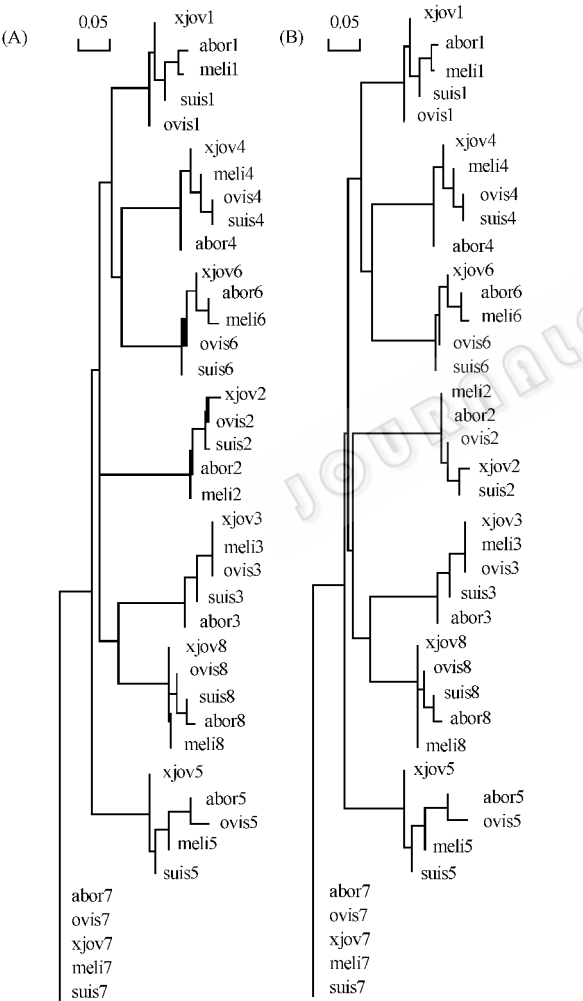 (A)
0.05
xjov1
abor1
meli1
suis1
ovis1
xjov4
meli4
ovis4
suis4
abor4
xjov6
abor6
meli6
ovis6
suis6
xjov2
ovis2
suis2
abor2
meli2
xjov3
meli3
ovis3
suis3
abor3
xjov8
ovis8
suis8
abor8
meli8
xjov5
abor5
ovis5
meli5
suis5
abor7
ovis7
xjov7
meli7
suis7
(B)
0.05
xjov1
abor1
meli1
suis1
ovis1
xjov4
meli4
ovis4
suis4
abor4
xjov6
abor6
meli6
ovis6
suis6
meli2
abor2
ovis2
xjov2
suis2
xjov3
meli3
ovis3
suis3
abor3
xjov8
ovis8
suis8
abor8
meli8
xjov5
abor5
ovis5
meli5
suis5
abor7
ovis7
xjov7
meli7
suis7
JOURNALS